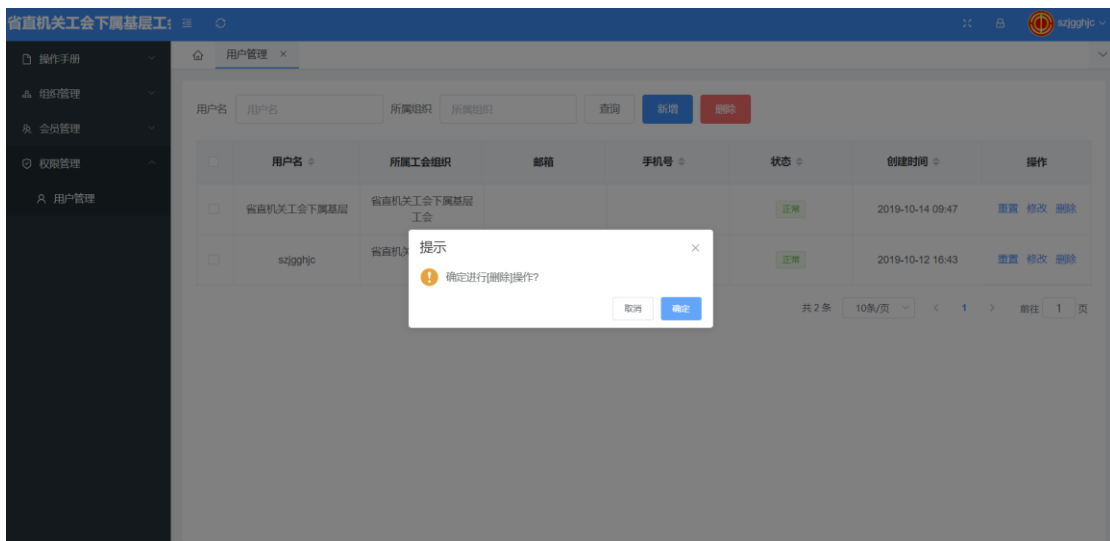 省直机关工会下属基层工会
szjgghjc
操作手册
组织管理
会员管理
权限管理
用户管理
用户管理 ×
用户名 用户名 所属组织 所属组织 查询 新增 删除
用户名 所属工会组织 邮箱 手机号 状态 创建时间 操作
省直机关工会下属基层 省直机关工会下属基层
工会
正常 2019-10-14 09:47 重置 修改 删除
szjgghjc 省直机关 正常 2019-10-12 16:43 重置 修改 删除
提示 ×
确定进行[删除]操作?
取消 确定
共 2 条 10条/页 < 1 > 前往 1 页